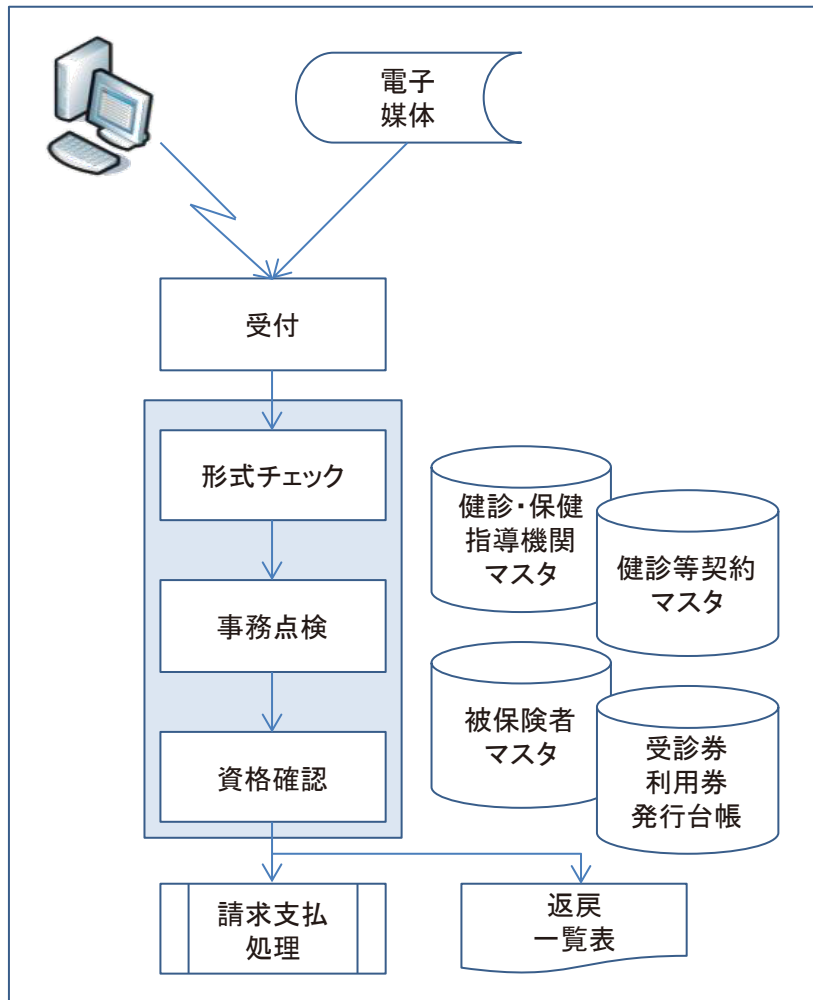 電子
媒体
受付
形式チェック
事務点検
資格確認
健診・保健
指導機関
マスタ
健診等契約
マスタ
被保険者
マスタ
受診券
利用券
発行台帳
請求支払
処理
返戻
一覧表